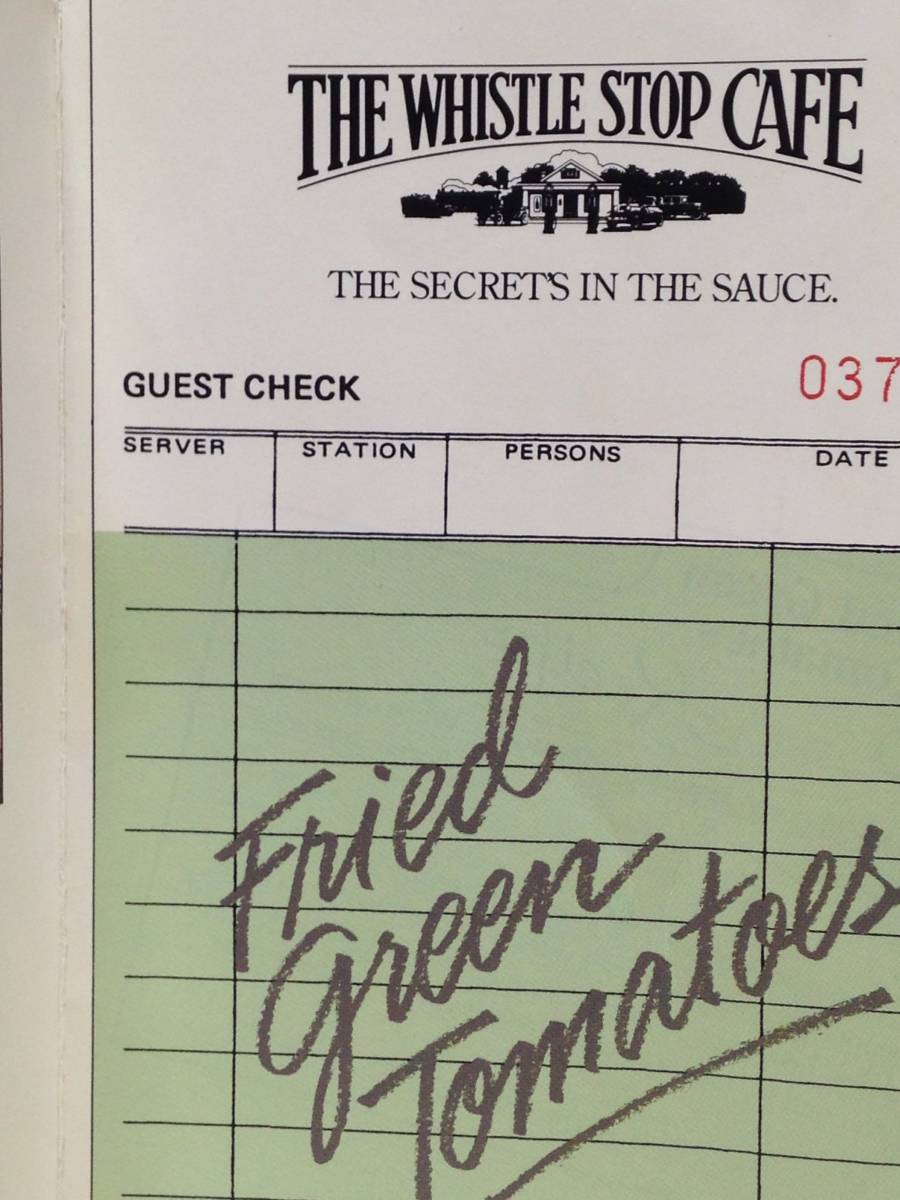 THE WHISTLE STOP CAFE
THE SECRET'S IN THE SAUCE.
GUEST CHECK 037
SERVER STATION PERSONS DATE
Fried
Green
Tomatoes